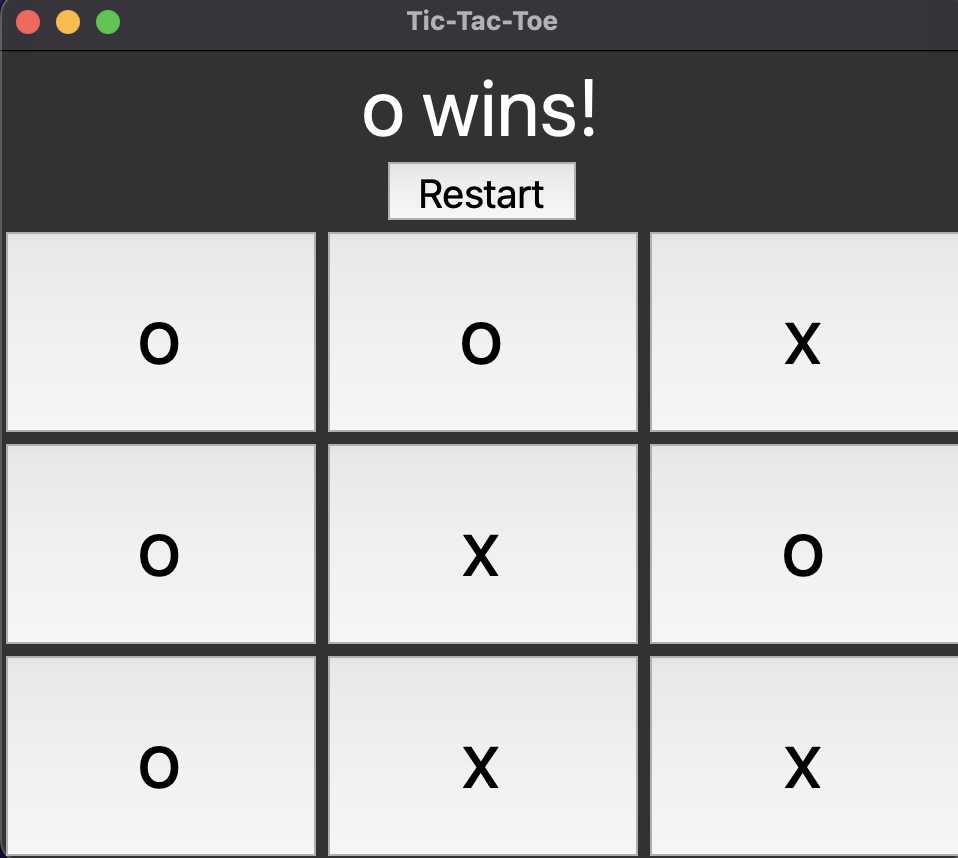 Tic-Tac-Toe
o wins!
Restart
o o x
o x o
o x x